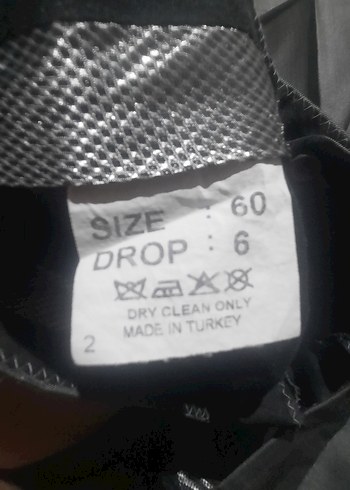 SIZE : 60
DROP : 6
DRY CLEAN ONLY
MADE IN TURKEY
2